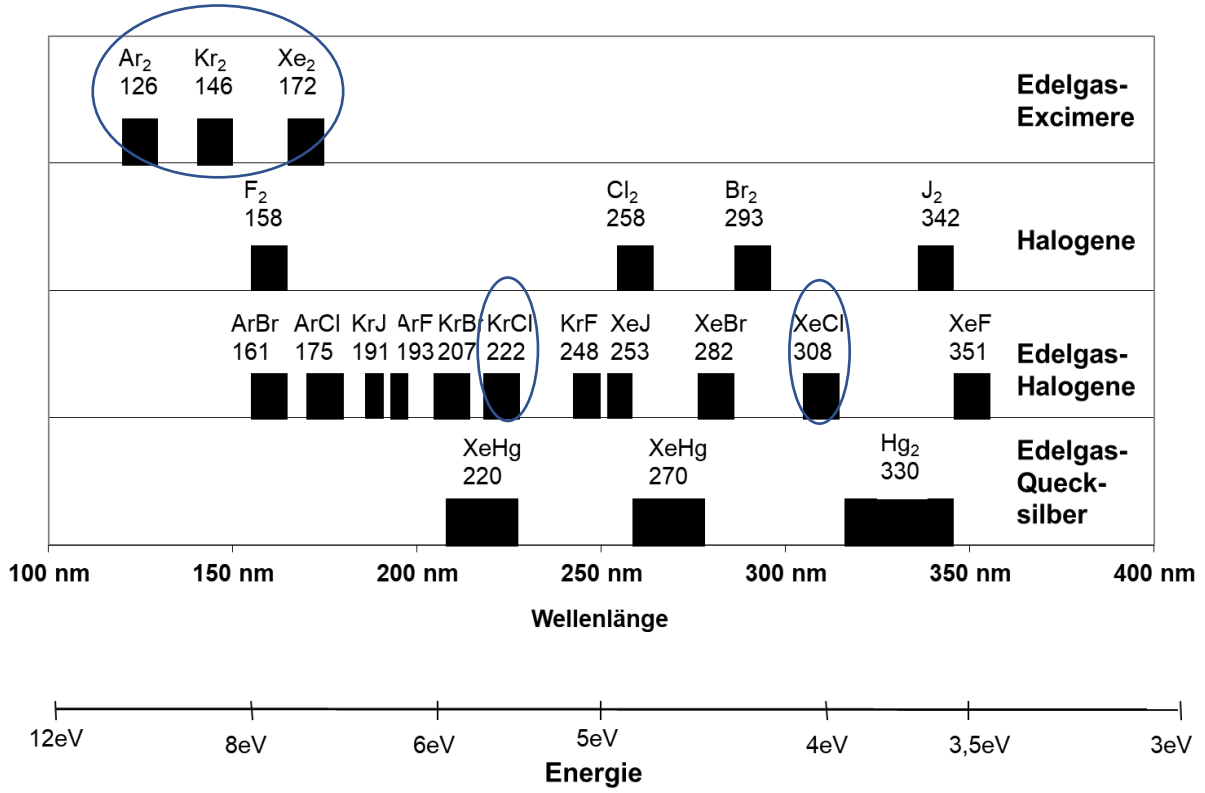 Ar₂ Kr₂ Xe₂
126 146 172
Edelgas-
Excimere
F₂ Cl₂ Br₂ J₂
158 258 293 342
Halogene
ArBr ArCl KrJ ArF KrBr KrCl KrF XeJ XeBr XeCl XeF
161 175 191 193 207 222 248 253 282 308 351
Edelgas-
Halogene
XeHg XeHg Hg₂
220 270 330
Edelgas-
Queck-
silber
100 nm 150 nm 200 nm 250 nm 300 nm 350 nm 400 nm
Wellenlänge
12eV 8eV 6eV 5eV 4eV 3,5eV 3eV
Energie